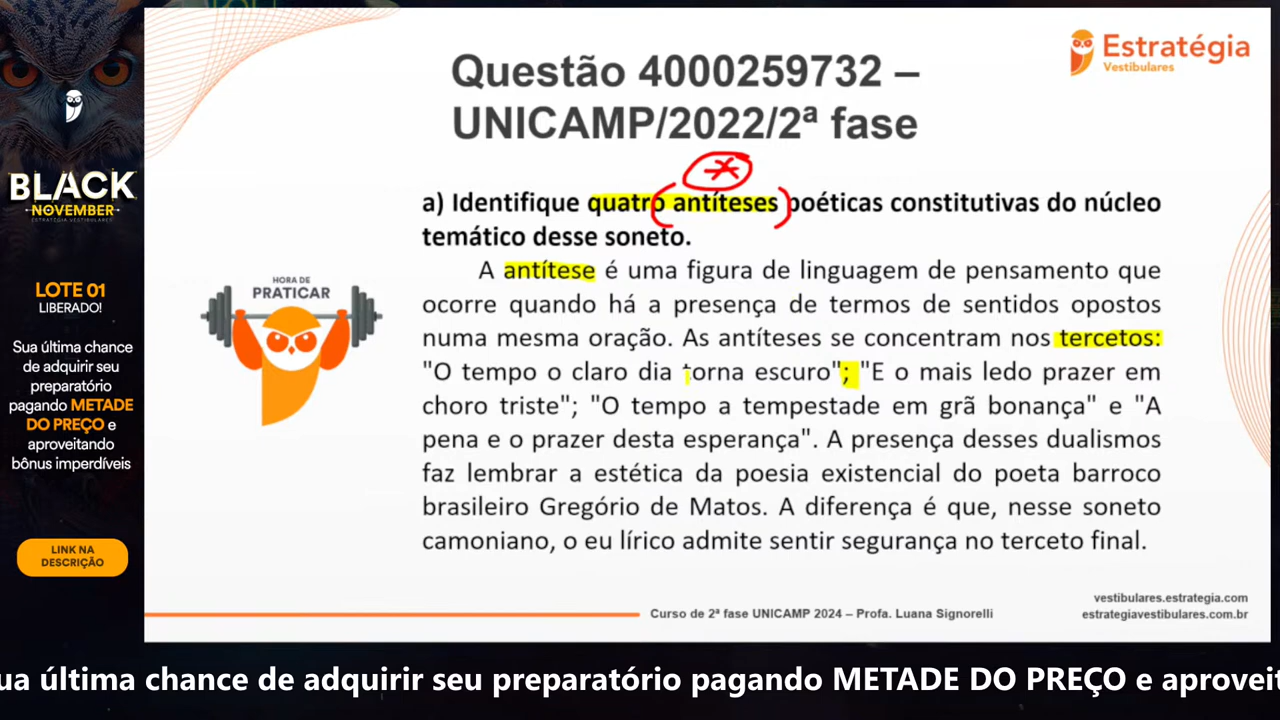 BLACK
NOVEMBER
ESTRATÉGIA VESTIBULARES
LOTE 01
LIBERADO!
Sua última chance
de adquirir seu
preparatório
pagando METADE
DO PREÇO e
aproveitando
bônus imperdíveis
LINK NA
DESCRIÇÃO
Estratégia
Vestibulares
Questão 4000259732 –
UNICAMP/2022/2ª fase
HORA DE
PRATICAR
a) Identifique quatro antíteses poéticas constitutivas do núcleo
temático desse soneto.
A antítese é uma figura de linguagem de pensamento que
ocorre quando há a presença de termos de sentidos opostos
numa mesma oração. As antíteses se concentram nos tercetos:
"O tempo o claro dia torna escuro"; "E o mais ledo prazer em
choro triste"; "O tempo a tempestade em grã bonança" e "A
pena e o prazer desta esperança". A presença desses dualismos
faz lembrar a estética da poesia existencial do poeta barroco
brasileiro Gregório de Matos. A diferença é que, nesse soneto
camoniano, o eu lírico admite sentir segurança no terceto final.
Curso de 2ª fase UNICAMP 2024 – Profa. Luana Signorelli
vestibulares.estrategia.com
estrategiavestibulares.com.br
ua última chance de adquirir seu preparatório pagando METADE DO PREÇO e aproveit